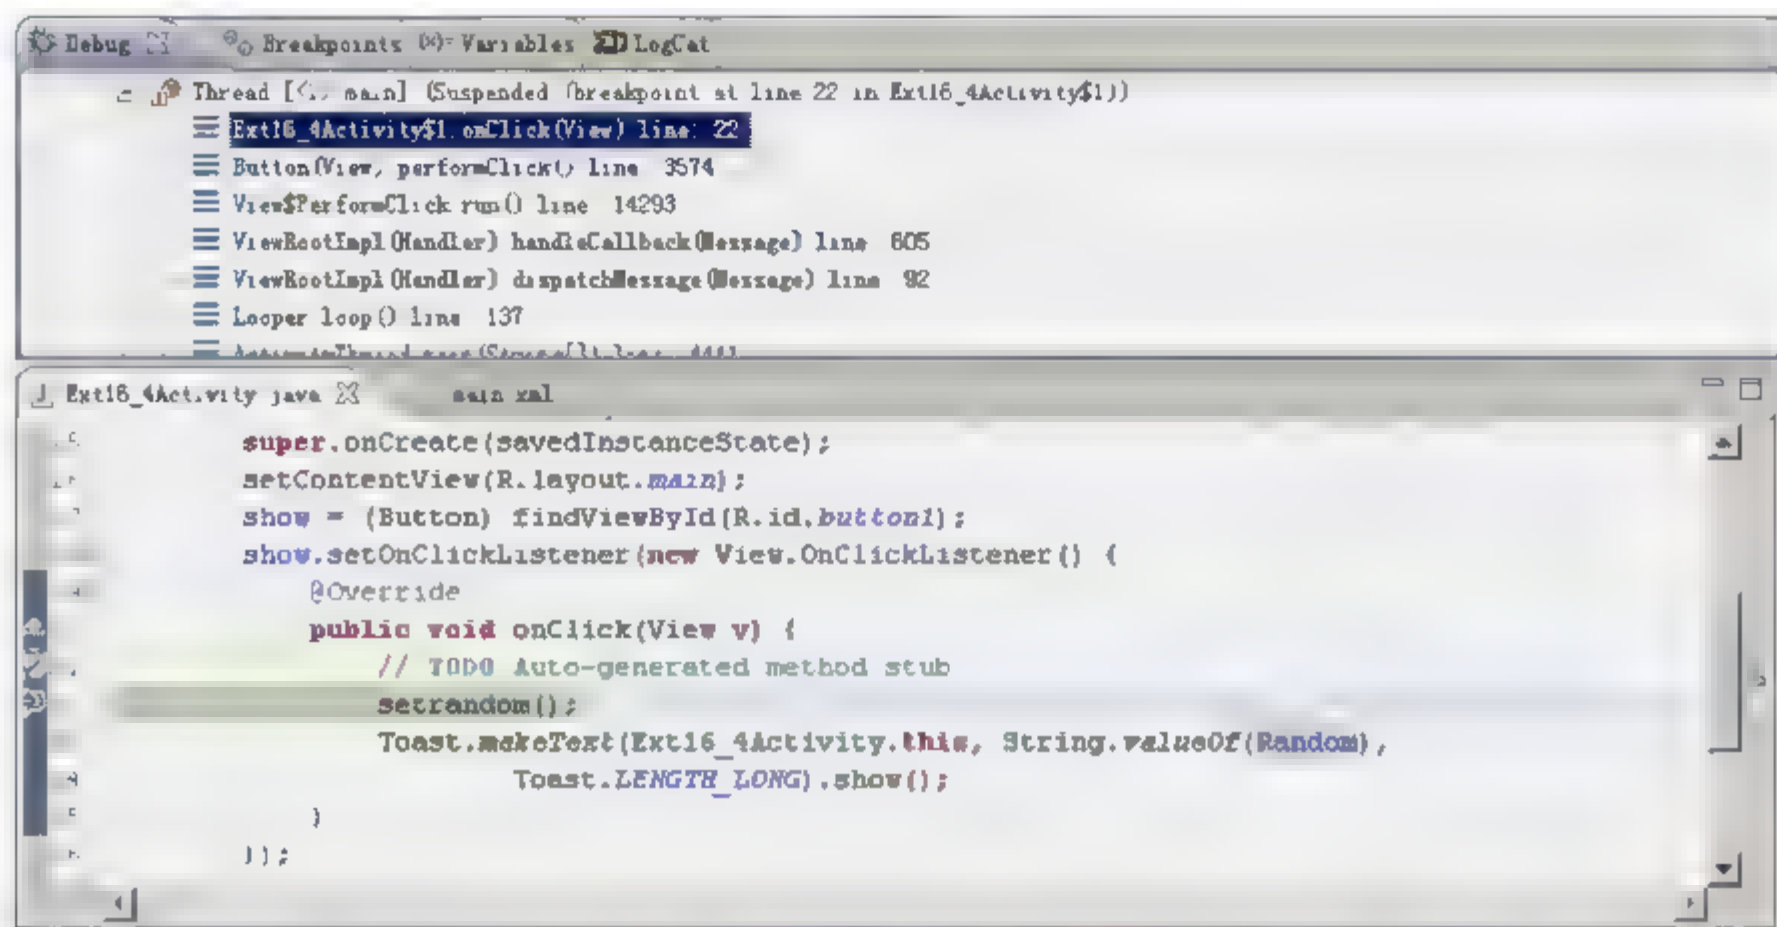 Debug Breakpoints (x)= Variables LogCat
Thread [<1> main] (Suspended (breakpoint at line 22 in Ext16_4Activity$1))
Ext16_4Activity$1.onClick(View) line: 22
Button(View) performClick() line 3574
View$PerformClick run() line 14293
ViewRootImpl(Handler) handleCallback(Message) line 605
ViewRootImpl(Handler) dispatchMessage(Message) line 92
Looper loop() line 137
Ext16_4Activity java main xml
super.onCreate(savedInstanceState);
setContentView(R.layout.main);
show = (Button) findViewById(R.id.button1);
show.setOnClickListener(new View.OnClickListener() {
@Override
public void onClick(View v) {
// TODO Auto-generated method stub
setrandom();
Toast.makeText(Ext16_4Activity.this, String.valueOf(Random),
Toast.LENGTH_LONG).show();
}
});